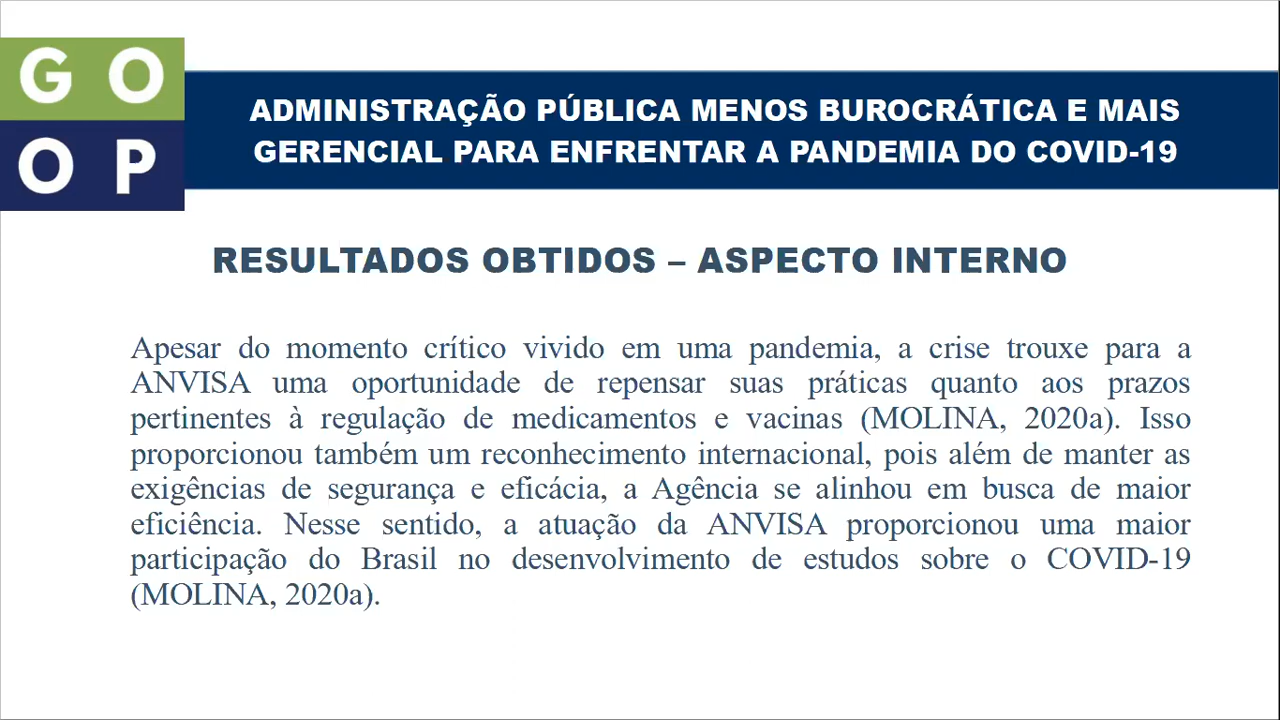 G O
O P
ADMINISTRAÇÃO PÚBLICA MENOS BUROCRÁTICA E MAIS
GERENCIAL PARA ENFRENTAR A PANDEMIA DO COVID-19
RESULTADOS OBTIDOS – ASPECTO INTERNO
Apesar do momento crítico vivido em uma pandemia, a crise trouxe para a
ANVISA uma oportunidade de repensar suas práticas quanto aos prazos
pertinentes à regulação de medicamentos e vacinas (MOLINA, 2020a). Isso
proporcionou também um reconhecimento internacional, pois além de manter as
exigências de segurança e eficácia, a Agência se alinhou em busca de maior
eficiência. Nesse sentido, a atuação da ANVISA proporcionou uma maior
participação do Brasil no desenvolvimento de estudos sobre o COVID-19
(MOLINA, 2020a).